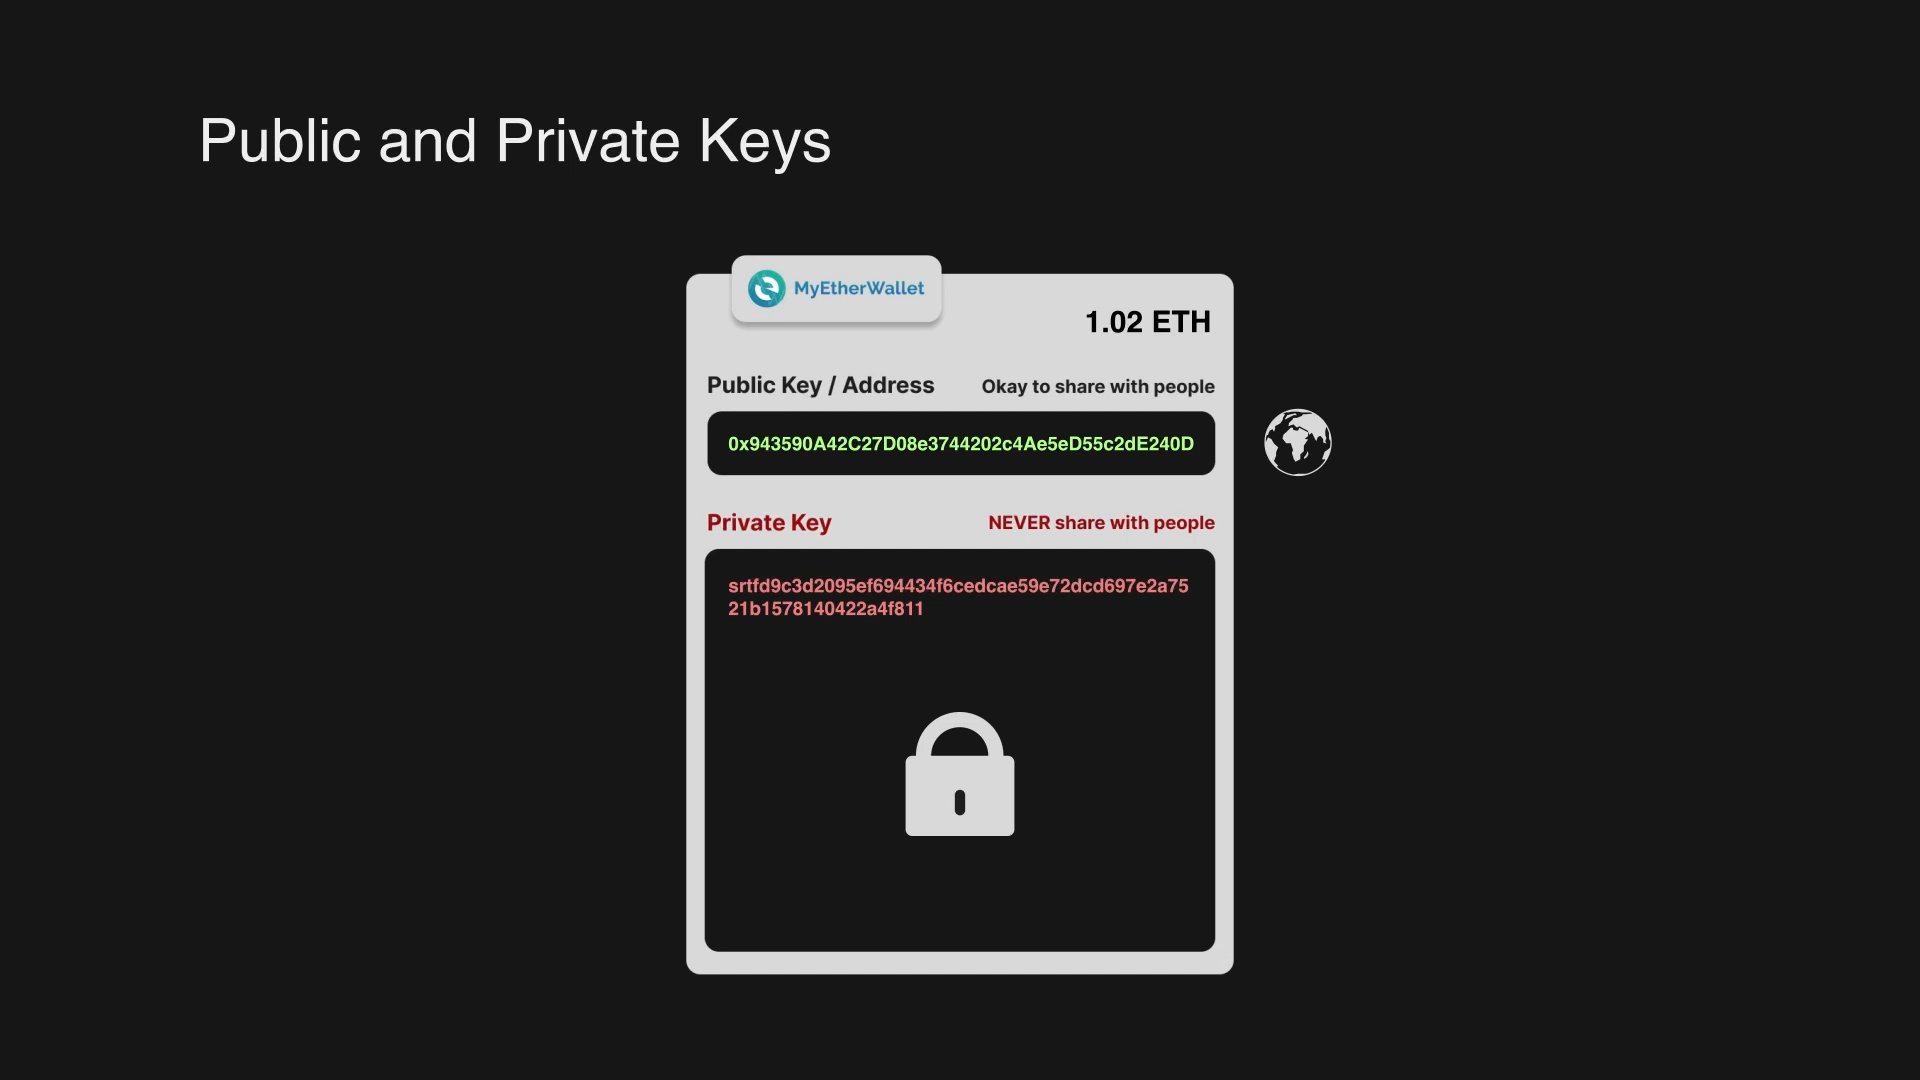 Public and Private Keys
MyEtherWallet
1.02 ETH
Public Key / Address
Okay to share with people
0x943590A42C27D08e3744202c4Ae5eD55c2dE240D
Private Key
NEVER share with people
srtfd9c3d2095ef694434f6cedcae59e72dcd697e2a75
21b1578140422a4f811